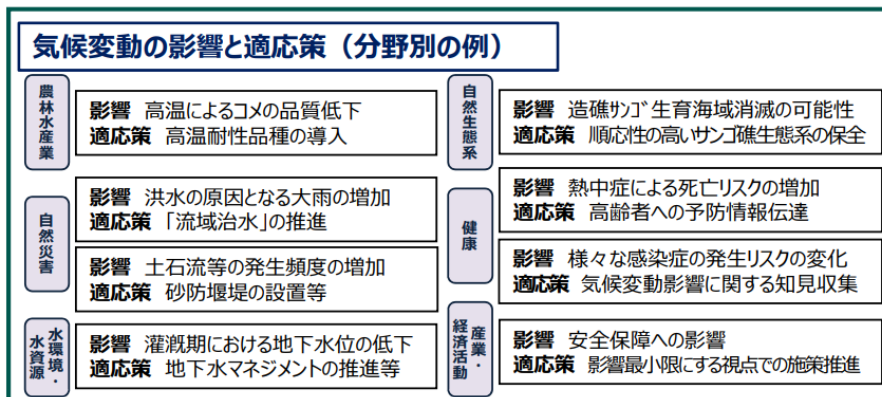 気候変動の影響と適応策（分野別の例）
農林水産業
影響 高温によるコメの品質低下
適応策 高温耐性品種の導入
自然災害
影響 洪水の原因となる大雨の増加
適応策 「流域治水」の推進
影響 土石流等の発生頻度の増加
適応策 砂防堰堤の設置等
水環境・
水資源
影響 灌漑期における地下水位の低下
適応策 地下水マネジメントの推進等
自然生態系
影響 造礁ｻﾝｺﾞ生育海域消滅の可能性
適応策 順応性の高いサンゴ礁生態系の保全
健康
影響 熱中症による死亡リスクの増加
適応策 高齢者への予防情報伝達
影響 様々な感染症の発生リスクの変化
適応策 気候変動影響に関する知見収集
産業・
経済活動
影響 安全保障への影響
適応策 影響最小限にする視点での施策推進